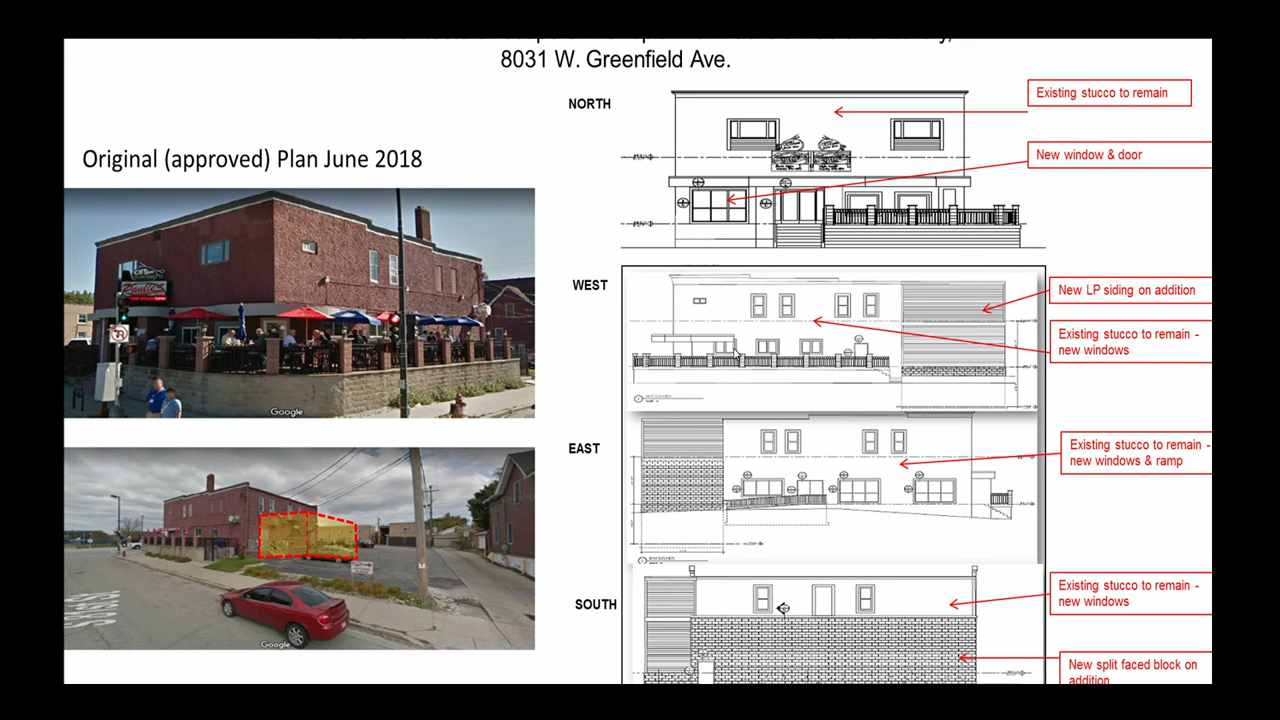 8031 W. Greenfield Ave.
Original (approved) Plan June 2018
NORTH
Existing stucco to remain
New window & door
WEST
New LP siding on addition
Existing stucco to remain -
new windows
EAST
Existing stucco to remain -
new windows & ramp
SOUTH
Existing stucco to remain -
new windows
New split faced block on
addition
Google
Google